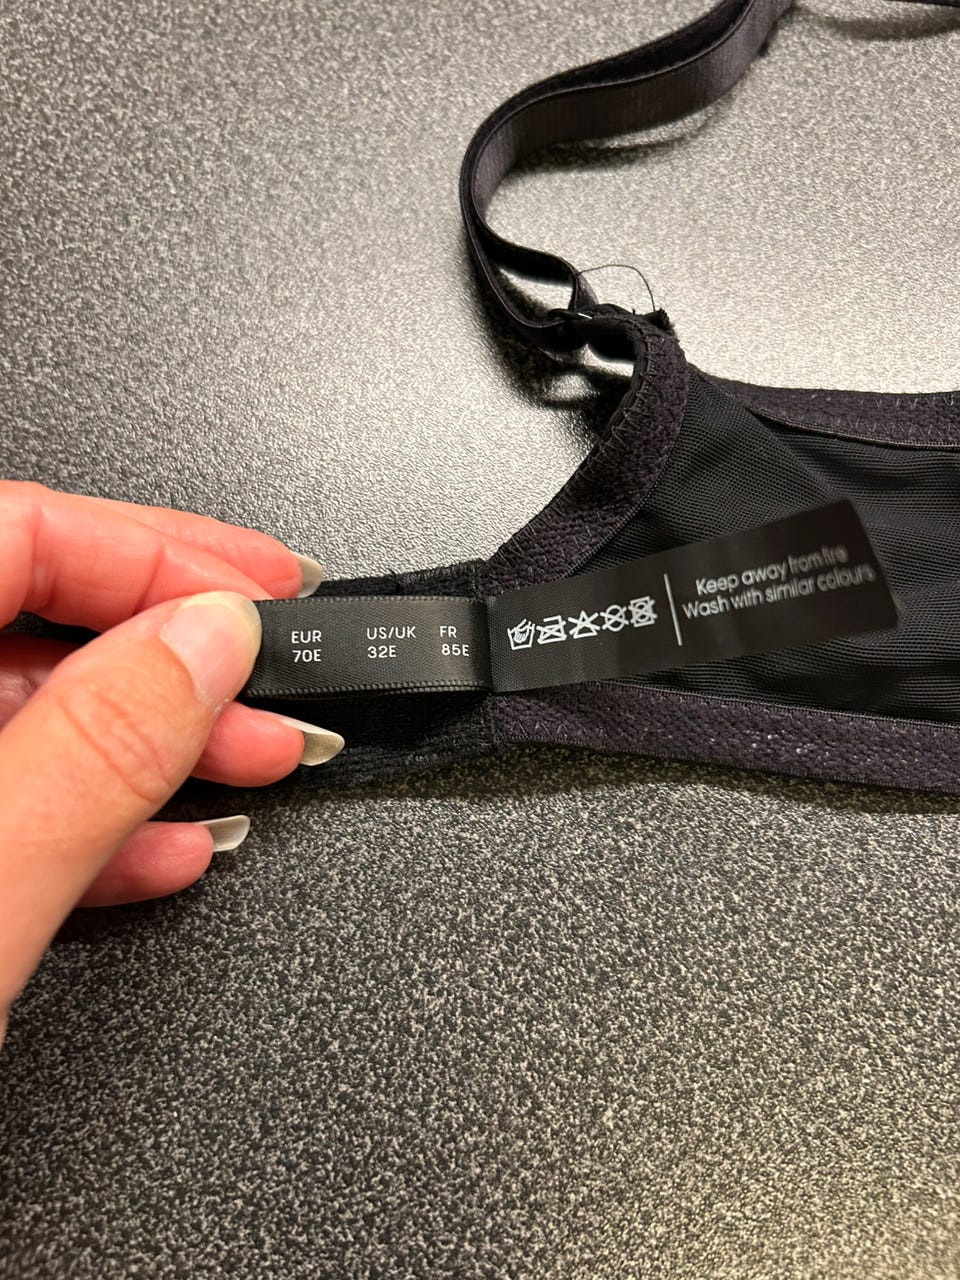 EUR US/UK FR
70E 32E 85E
Keep away from fire
Wash with similar colours